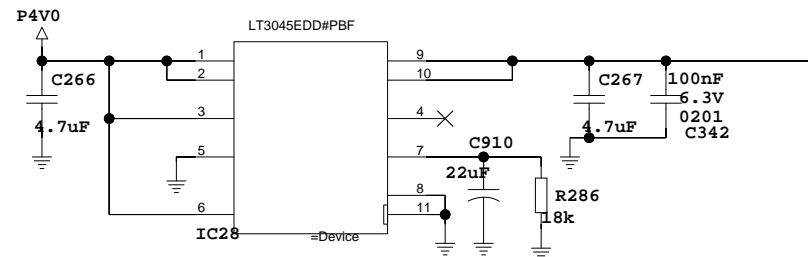 P4V0
LT3045EDD#PBF
1
9
2
10
C266
C267
100nF
6.3V
0201
C342
3
4
4.7uF
4.7uF
5
7
C910
22uF
8
R286
18k
6
11
IC28
=Device